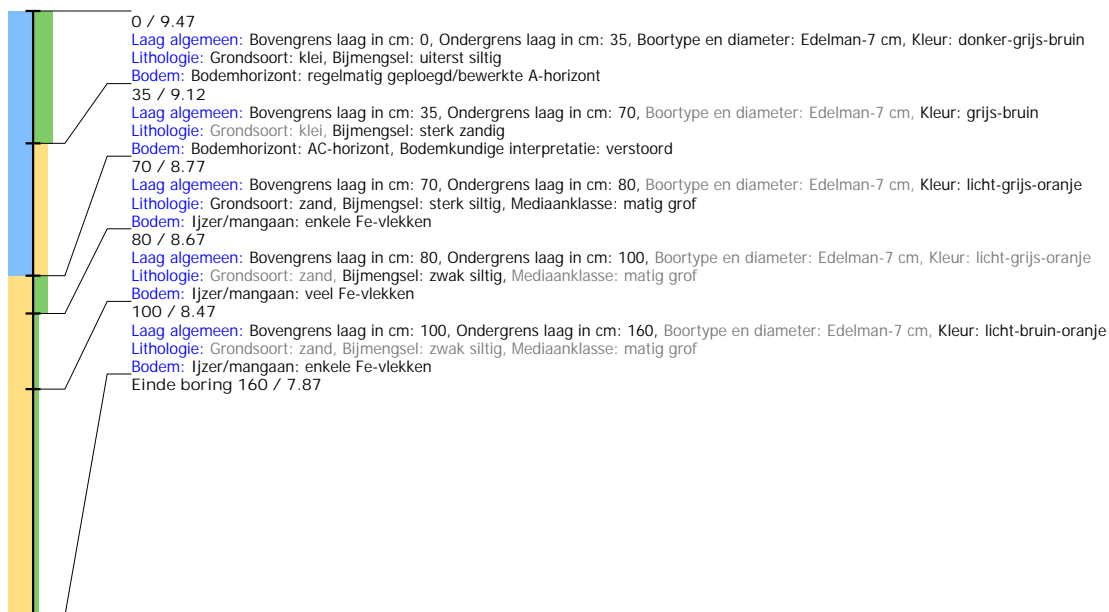 0 / 9.47
Laag algemeen: Bovengrens laag in cm: 0, Ondergrens laag in cm: 35, Boortype en diameter: Edelman-7 cm, Kleur: donker-grijs-bruin
Lithologie: Grondsoort: klei, Bijmengsel: uiterst siltig
Bodem: Bodemhorizont: regelmatig geploegd/bewerkte A-horizont
35 / 9.12
Laag algemeen: Bovengrens laag in cm: 35, Ondergrens laag in cm: 70, Boortype en diameter: Edelman-7 cm, Kleur: grijs-bruin
Lithologie: Grondsoort: klei, Bijmengsel: sterk zandig
Bodem: Bodemhorizont: AC-horizont, Bodemkundige interpretatie: verstoord
70 / 8.77
Laag algemeen: Bovengrens laag in cm: 70, Ondergrens laag in cm: 80, Boortype en diameter: Edelman-7 cm, Kleur: licht-grijs-oranje
Lithologie: Grondsoort: zand, Bijmengsel: sterk siltig, Mediaanklasse: matig grof
Bodem: Ijzer/mangaan: enkele Fe-vlekken
80 / 8.67
Laag algemeen: Bovengrens laag in cm: 80, Ondergrens laag in cm: 100, Boortype en diameter: Edelman-7 cm, Kleur: licht-grijs-oranje
Lithologie: Grondsoort: zand, Bijmengsel: zwak siltig, Mediaanklasse: matig grof
Bodem: Ijzer/mangaan: veel Fe-vlekken
100 / 8.47
Laag algemeen: Bovengrens laag in cm: 100, Ondergrens laag in cm: 160, Boortype en diameter: Edelman-7 cm, Kleur: licht-bruin-oranje
Lithologie: Grondsoort: zand, Bijmengsel: zwak siltig, Mediaanklasse: matig grof
Bodem: Ijzer/mangaan: enkele Fe-vlekken
Einde boring 160 / 7.87